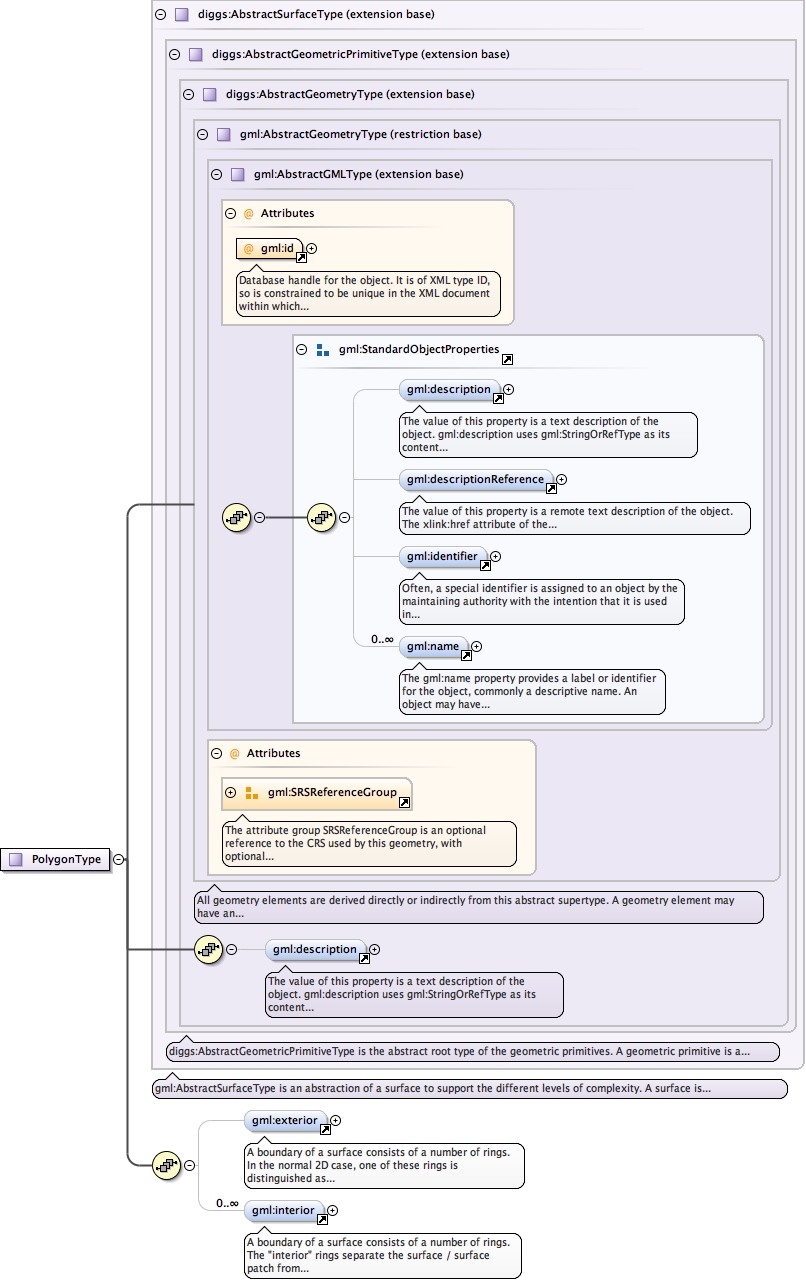 diggs:AbstractSurfaceType (extension base)
diggs:AbstractGeometricPrimitiveType (extension base)
diggs:AbstractGeometryType (extension base)
gml:AbstractGeometryType (restriction base)
gml:AbstractGMLType (extension base)
@ Attributes
@ gml:id
Database handle for the object. It is of XML type ID,
so is constrained to be unique in the XML document
within which...
gml:StandardObjectProperties
gml:description
The value of this property is a text description of the
object. gml:description uses gml:StringOrRefType as its
content...
gml:descriptionReference
The value of this property is a remote text description of the object.
The xlink:href attribute of the...
gml:identifier
Often, a special identifier is assigned to an object by the
maintaining authority with the intention that it is used
in...
0..∞
gml:name
The gml:name property provides a label or identifier
for the object, commonly a descriptive name. An
object may have...
@ Attributes
gml:SRSReferenceGroup
The attribute group SRSReferenceGroup is an optional
reference to the CRS used by this geometry, with
optional...
PolygonType
All geometry elements are derived directly or indirectly from this abstract supertype. A geometry element may
have an...
gml:description
The value of this property is a text description of the
object. gml:description uses gml:StringOrRefType as its
content...
diggs:AbstractGeometricPrimitiveType is the abstract root type of the geometric primitives. A geometric primitive is a...
gml:AbstractSurfaceType is an abstraction of a surface to support the different levels of complexity. A surface is...
gml:exterior
A boundary of a surface consists of a number of rings.
In the normal 2D case, one of these rings is
distinguished as...
0..∞
gml:interior
A boundary of a surface consists of a number of rings.
The "interior" rings separate the surface / surface
patch from...